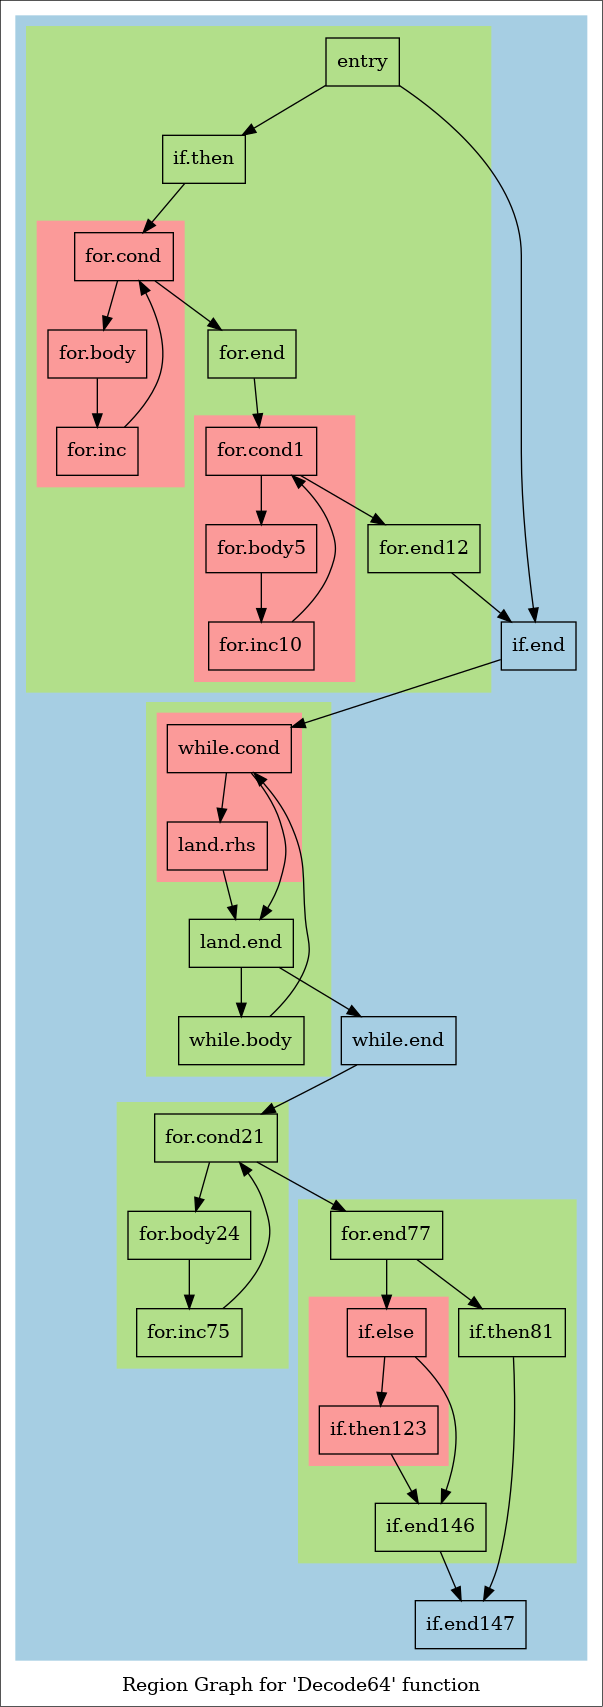 entry
if.then
for.cond
for.body
for.end
for.inc
for.cond1
for.body5
for.end12
for.inc10
if.end
while.cond
land.rhs
land.end
while.body
while.end
for.cond21
for.body24
for.end77
for.inc75
if.else
if.then81
if.then123
if.end146
if.end147
Region Graph for 'Decode64' function